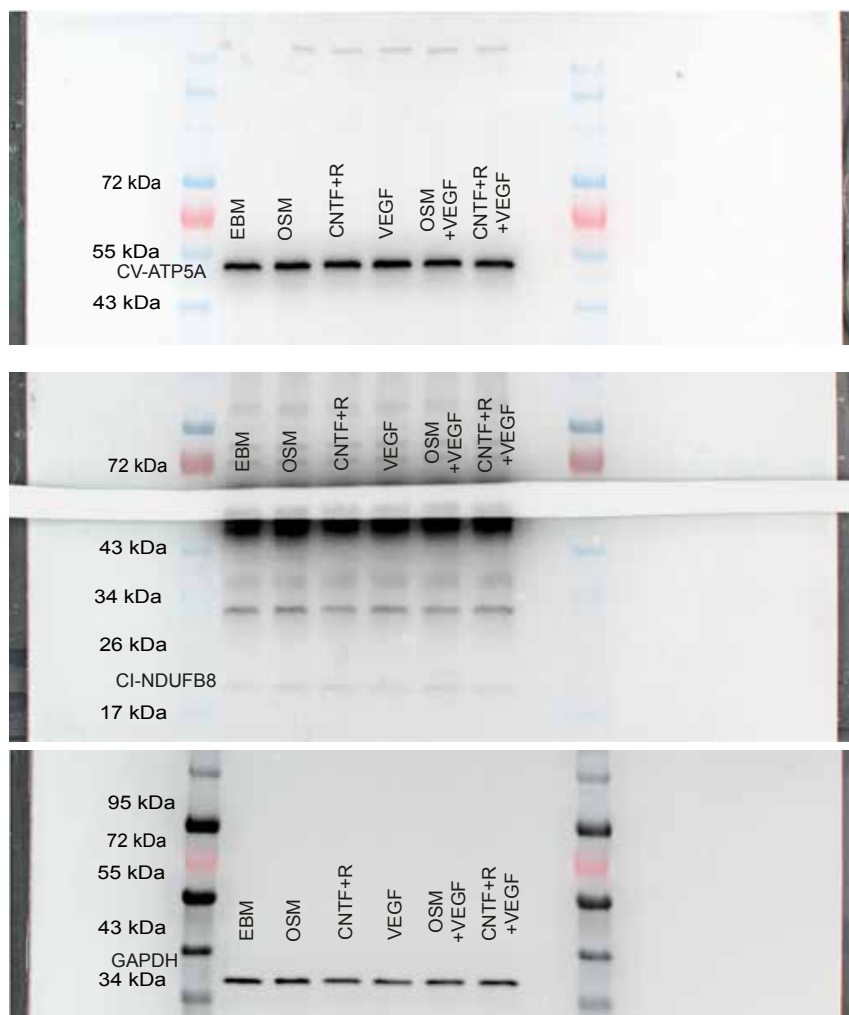 72 kDa
EBM
OSM
CNTF+R
VEGF
OSM
+VEGF
CNTF+R
+VEGF
55 kDa
CV-ATP5A
43 kDa
EBM
OSM
CNTF+R
VEGF
OSM
+VEGF
CNTF+R
+VEGF
72 kDa
43 kDa
34 kDa
26 kDa
CI-NDUFB8
17 kDa
95 kDa
72 kDa
55 kDa
EBM
OSM
CNTF+R
VEGF
OSM
+VEGF
CNTF+R
+VEGF
43 kDa
GAPDH
34 kDa